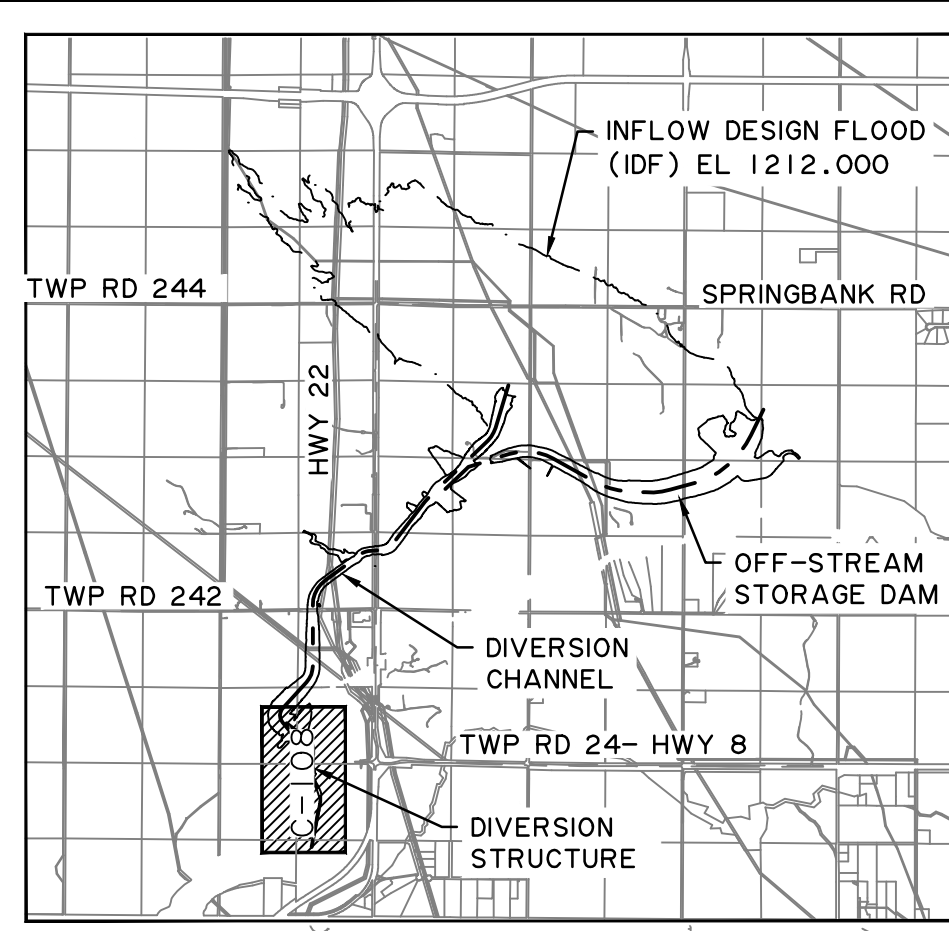 INFLOW DESIGN FLOOD
(IDF) EL 1212.000
TWP RD 244
SPRINGBANK RD
HWY 22
OFF-STREAM
STORAGE DAM
TWP RD 242
DIVERSION
CHANNEL
TWP RD 24- HWY 8
C-108
DIVERSION
STRUCTURE